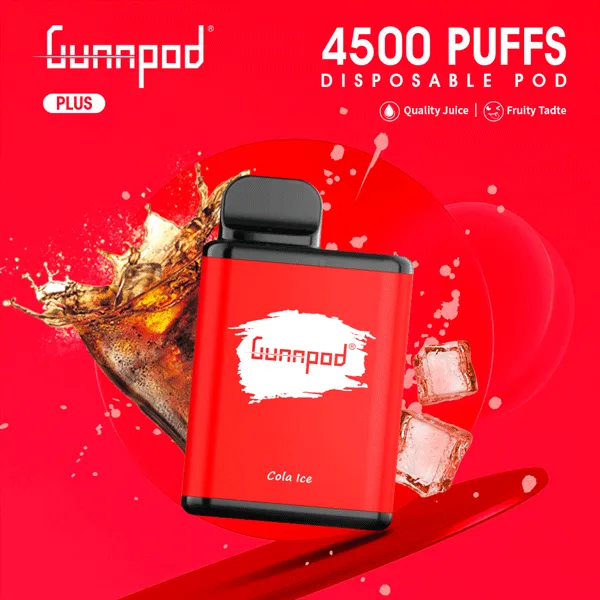 Gunnpod®
PLUS
4500 PUFFS
DISPOSABLE POD
Quality Juice | Fruity Tadte
Gunnpod®
Cola Ice